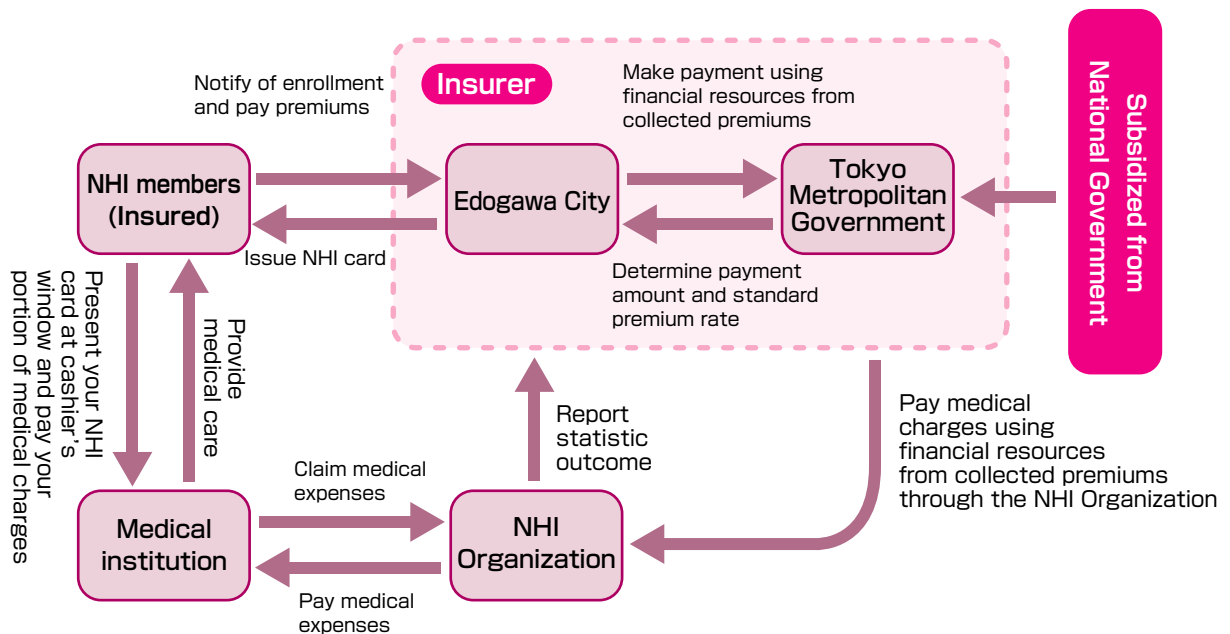 Notify of enrollment
and pay premiums
Insurer
Make payment using
financial resources from
collected premiums
Subsidized from
National Government
NHI members
(Insured)
Edogawa City
Tokyo
Metropolitan
Government
Issue NHI card
Determine payment
amount and standard
premium rate
Present your NHI
card at cashier's
window and pay your
portion of medical charges
Provide
medical care
Report
statistic
outcome
Pay medical
charges using
financial resources
from collected premiums
through the NHI Organization
Claim medical
expenses
Medical
institution
NHI
Organization
Pay medical
expenses